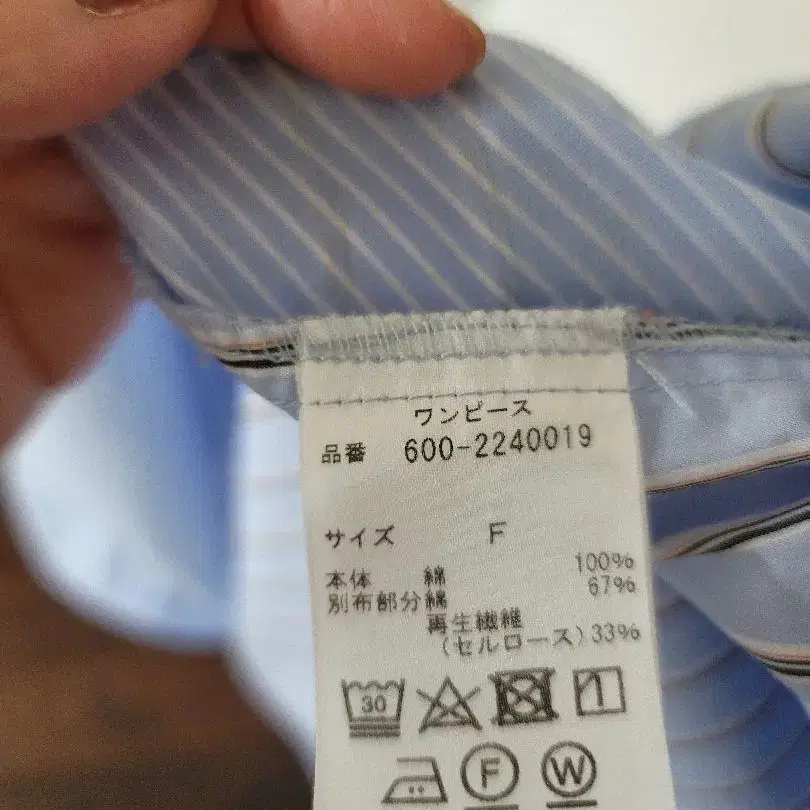 ワンピース
品番 600-2240019
サイズ F
本体 綿 100%
別布部分綿 67%
再生繊維
(セルロース)33%
30
F W